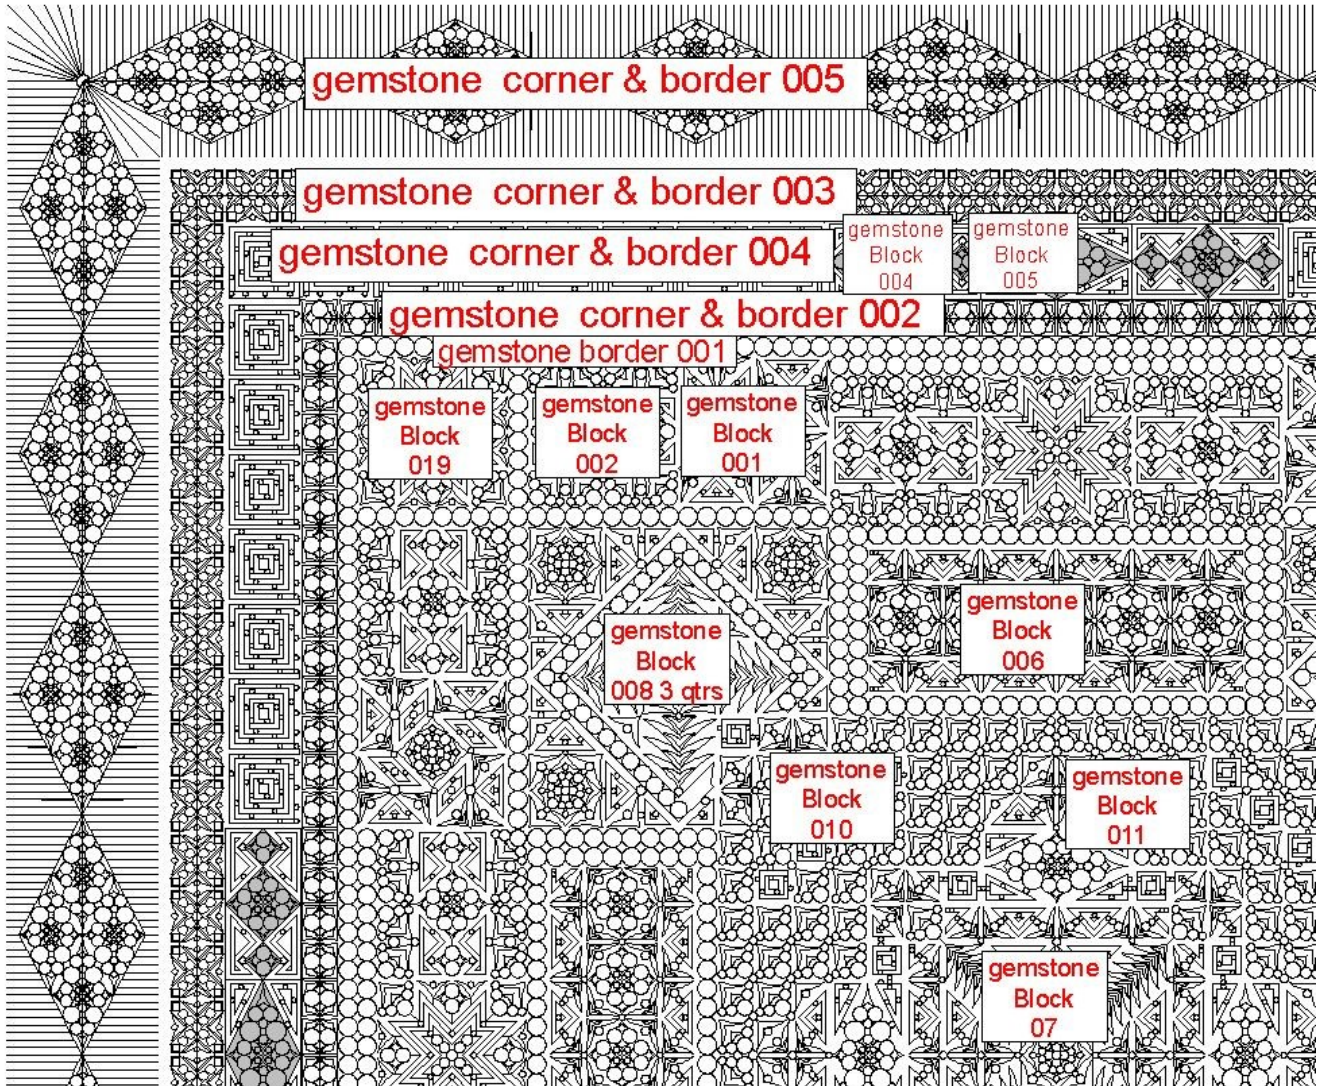 gemstone corner & border 005
gemstone corner & border 003
gemstone corner & border 004
gemstone
Block
004
gemstone
Block
005
gemstone corner & border 002
gemstone border 001
gemstone
Block
019
gemstone
Block
002
gemstone
Block
001
gemstone
Block
008 3 qtrs
gemstone
Block
006
gemstone
Block
010
gemstone
Block
011
gemstone
Block
07